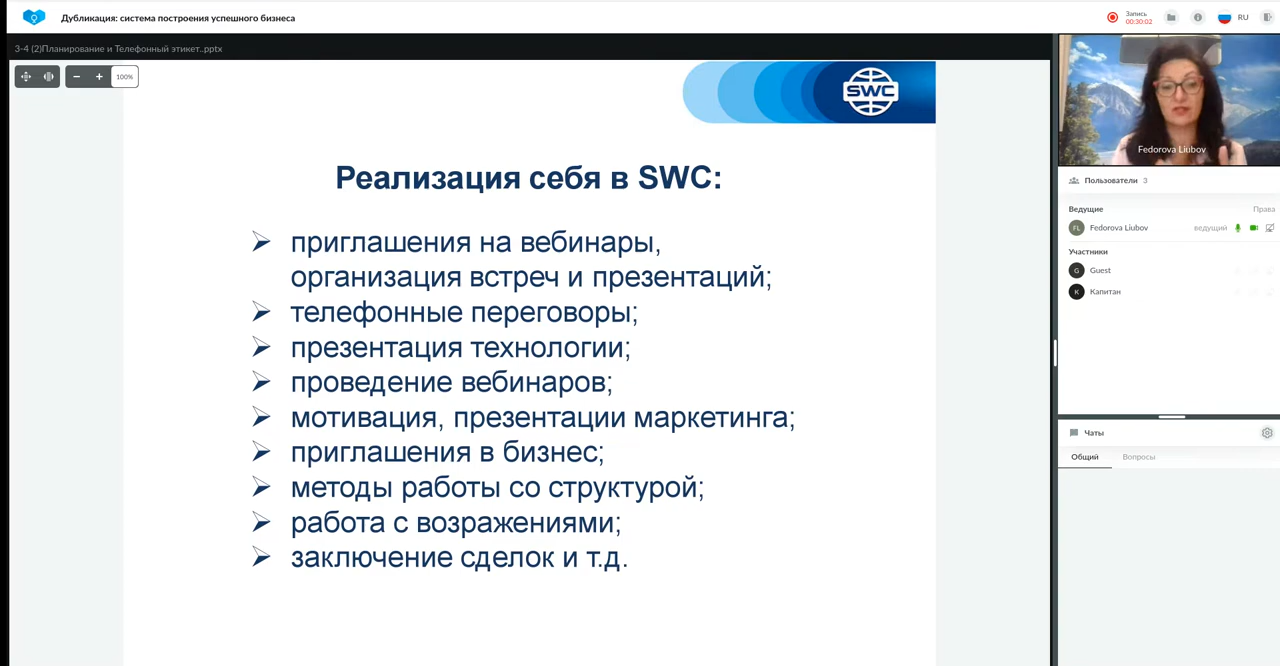 Дубликация: система построения успешного бизнеса
Запись
00:30:02
RU
3-4 (2)Планирование и Телефонный этикет..pptx
100%
SWC
Реализация себя в SWC:
приглашения на вебинары,
организация встреч и презентаций;
телефонные переговоры;
презентация технологии;
проведение вебинаров;
мотивация, презентации маркетинга;
приглашения в бизнес;
методы работы со структурой;
работа с возражениями;
заключение сделок и т.д.
Fedorova Liubov
Пользователи 3
Ведущие Права
FL Fedorova Liubov ведущий
Участники
G Guest
К Капитан
Чаты
Общий Вопросы